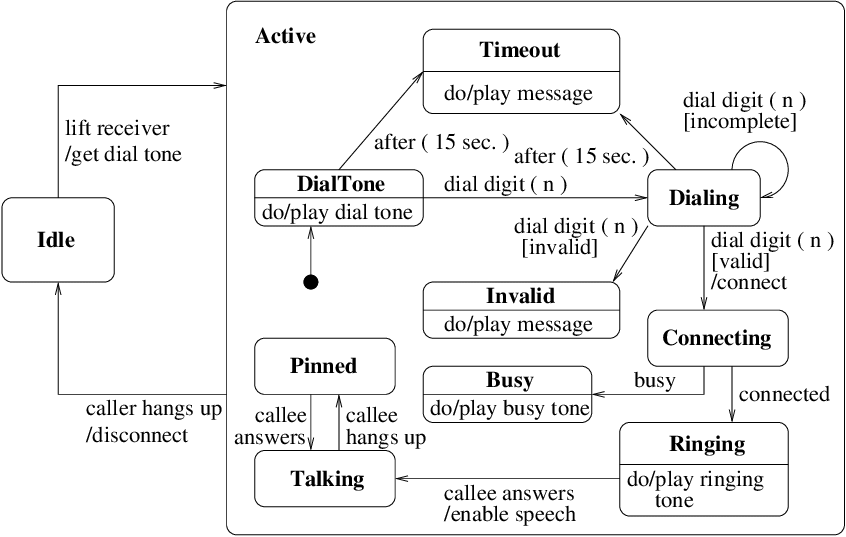 Active
Timeout
do/play message
dial digit ( n )
[incomplete]
lift receiver
/get dial tone
after ( 15 sec. )
after ( 15 sec. )
DialTone
do/play dial tone
dial digit ( n )
Dialing
Idle
dial digit ( n )
[invalid]
dial digit ( n )
[valid]
/connect
Invalid
do/play message
Connecting
Pinned
Busy
do/play busy tone
busy
connected
caller hangs up
/disconnect
callee
answers
callee
hangs up
Ringing
do/play ringing
tone
Talking
callee answers
/enable speech